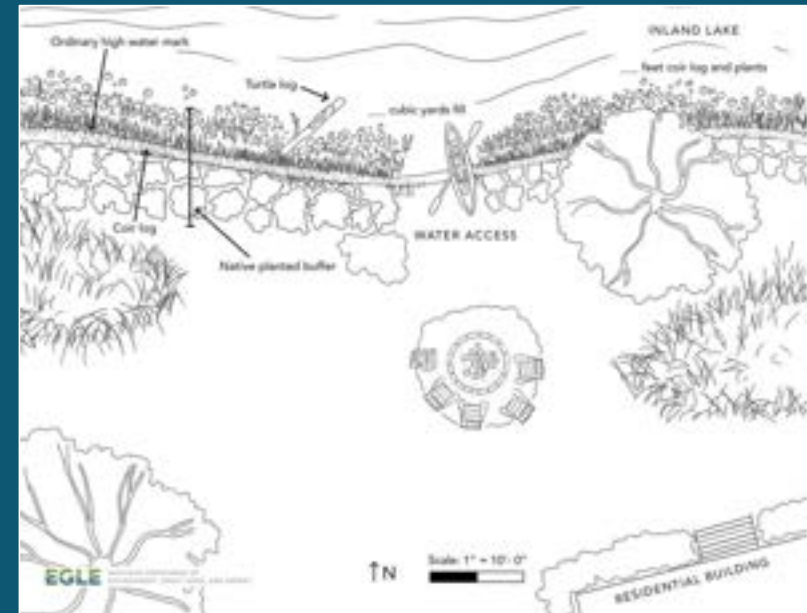 INLAND LAKE
Ordinary high water mark
___ feet coir log and plants
Turtle log
___ cubic yards fill
Coir log
WATER ACCESS
Native planted buffer
EGLE
↑N
Scale: 1" = 10'-0"
RESIDENTIAL BUILDING